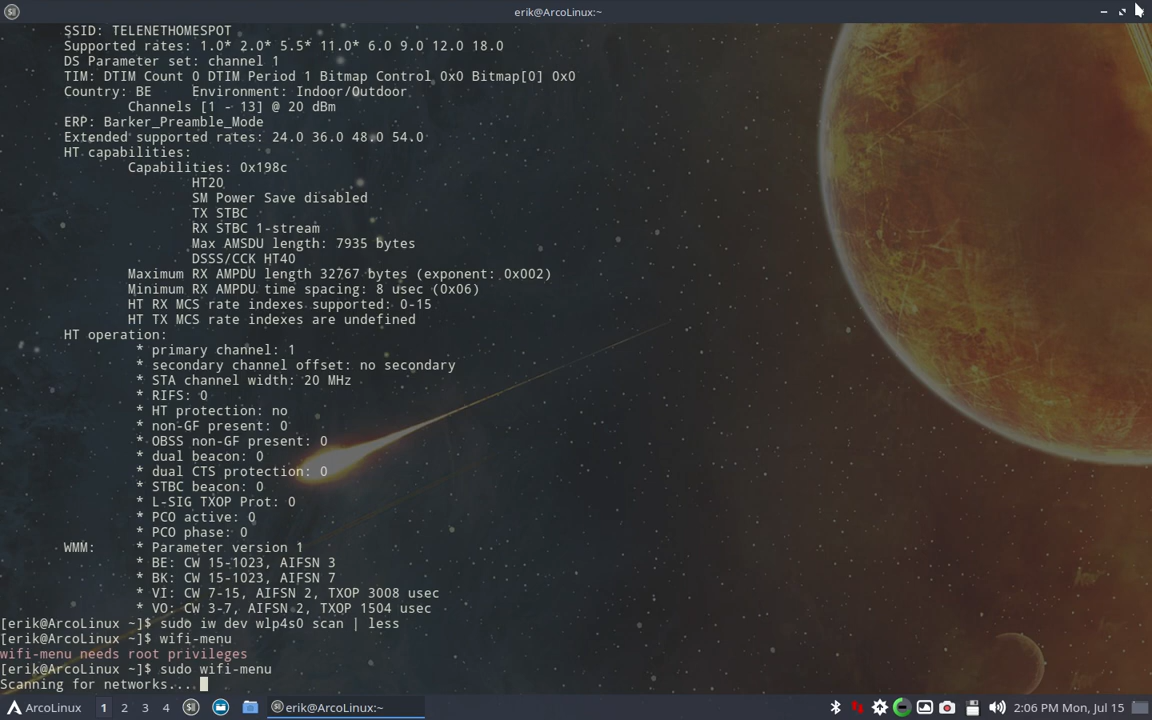 erik@ArcoLinux:~
SSID: TELENETHOMESPOT
Supported rates: 1.0* 2.0* 5.5* 11.0* 6.0 9.0 12.0 18.0
DS Parameter set: channel 1
TIM: DTIM Count 0 DTIM Period 1 Bitmap Control 0x0 Bitmap[0] 0x0
Country: BE Environment: Indoor/Outdoor
Channels [1 - 13] @ 20 dBm
ERP: Barker_Preamble_Mode
Extended supported rates: 24.0 36.0 48.0 54.0
HT capabilities:
Capabilities: 0x198c
HT20
SM Power Save disabled
TX STBC
RX STBC 1-stream
Max AMSDU length: 7935 bytes
DSSS/CCK HT40
Maximum RX AMPDU length 32767 bytes (exponent: 0x002)
Minimum RX AMPDU time spacing: 8 usec (0x06)
HT RX MCS rate indexes supported: 0-15
HT TX MCS rate indexes are undefined
HT operation:
* primary channel: 1
* secondary channel offset: no secondary
* STA channel width: 20 MHz
* RIFS: 0
* HT protection: no
* non-GF present: 0
* OBSS non-GF present: 0
* dual beacon: 0
* dual CTS protection: 0
* STBC beacon: 0
* L-SIG TXOP Prot: 0
* PCO active: 0
* PCO phase: 0
WMM: * Parameter version 1
* BE: CW 15-1023, AIFSN 3
* BK: CW 15-1023, AIFSN 7
* VI: CW 7-15, AIFSN 2, TXOP 3008 usec
* VO: CW 3-7, AIFSN 2, TXOP 1504 usec
[erik@ArcoLinux ~]$ sudo iw dev wlp4s0 scan | less
[erik@ArcoLinux ~]$ wifi-menu
wifi-menu needs root privileges
[erik@ArcoLinux ~]$ sudo wifi-menu
Scanning for networks...
ArcoLinux 1 2 3 4 erik@ArcoLinux:~ 2:06 PM Mon, Jul 15